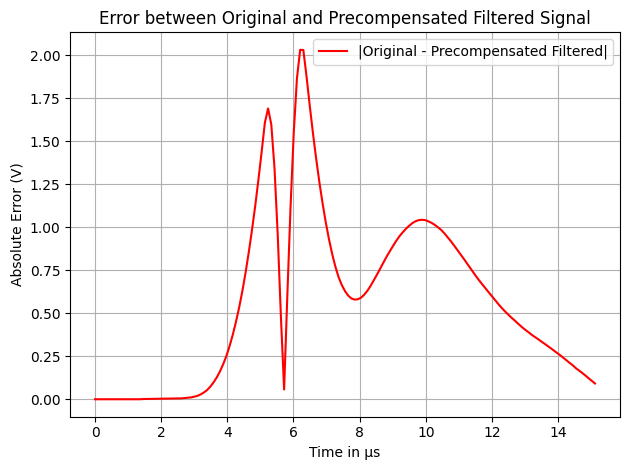 Error between Original and Precompensated Filtered Signal
|Original - Precompensated Filtered|
Absolute Error (V)
2.00
1.75
1.50
1.25
1.00
0.75
0.50
0.25
0.00
0 2 4 6 8 10 12 14
Time in µs